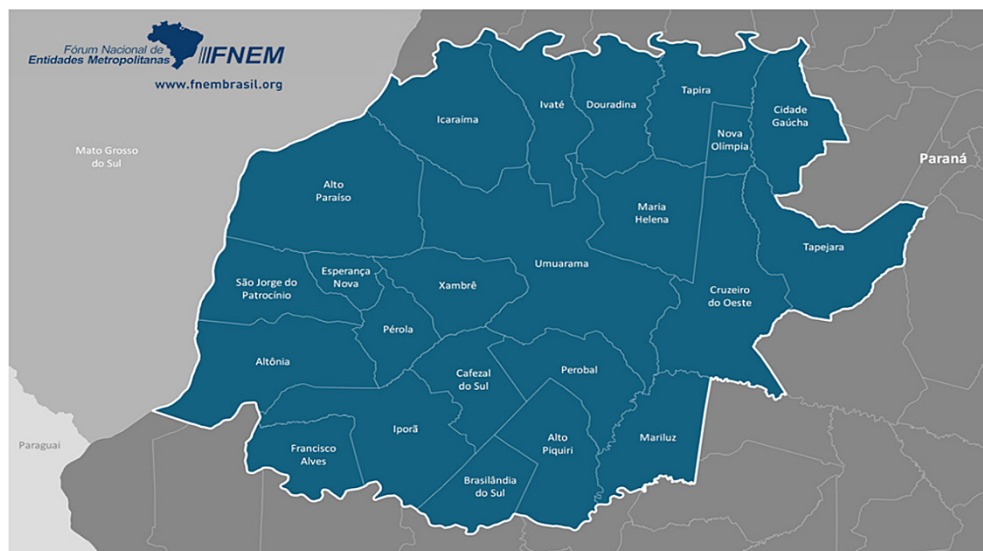 Fórum Nacional de
Entidades Metropolitanas
FNEM
www.fnembrasil.org
Mato Grosso
do Sul
Paraná
Paraguai
Icaraíma
Ivaté
Douradina
Tapira
Nova
Olímpia
Cidade
Gaúcha
Alto
Paraíso
Maria
Helena
Tapejara
São Jorge do
Patrocínio
Esperança
Nova
Xambrê
Umuarama
Cruzeiro
do Oeste
Pérola
Altônia
Cafezal
do Sul
Perobal
Iporã
Francisco
Alves
Brasilândia
do Sul
Alto
Piquiri
Mariluz